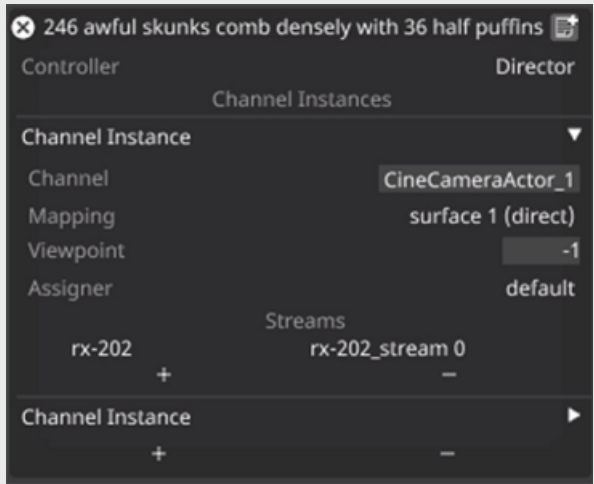 246 awful skunks comb densely with 36 half puffins
Controller Director
Channel Instances
Channel Instance
Channel CineCameraActor_1
Mapping surface 1 (direct)
Viewpoint -1
Assigner default
Streams
rx-202 rx-202_stream 0
+ −
Channel Instance
+ −